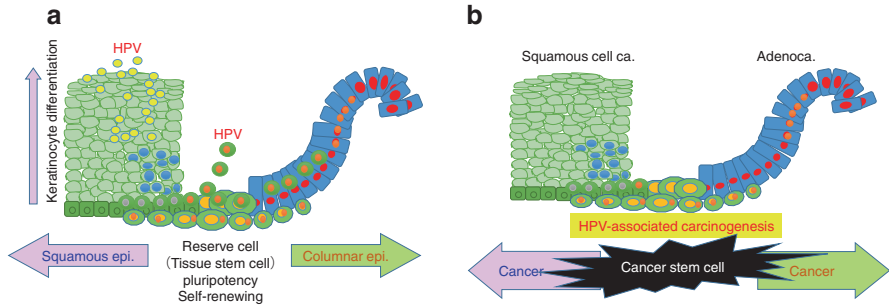 a
HPV
Keratinocyte differentiation
HPV
Squamous epi.
Reserve cell
(Tissue stem cell)
pluripotency
Self-renewing
Columnar epi.
b
Squamous cell ca.
Adenoca.
HPV-associated carcinogenesis
Cancer
Cancer stem cell
Cancer